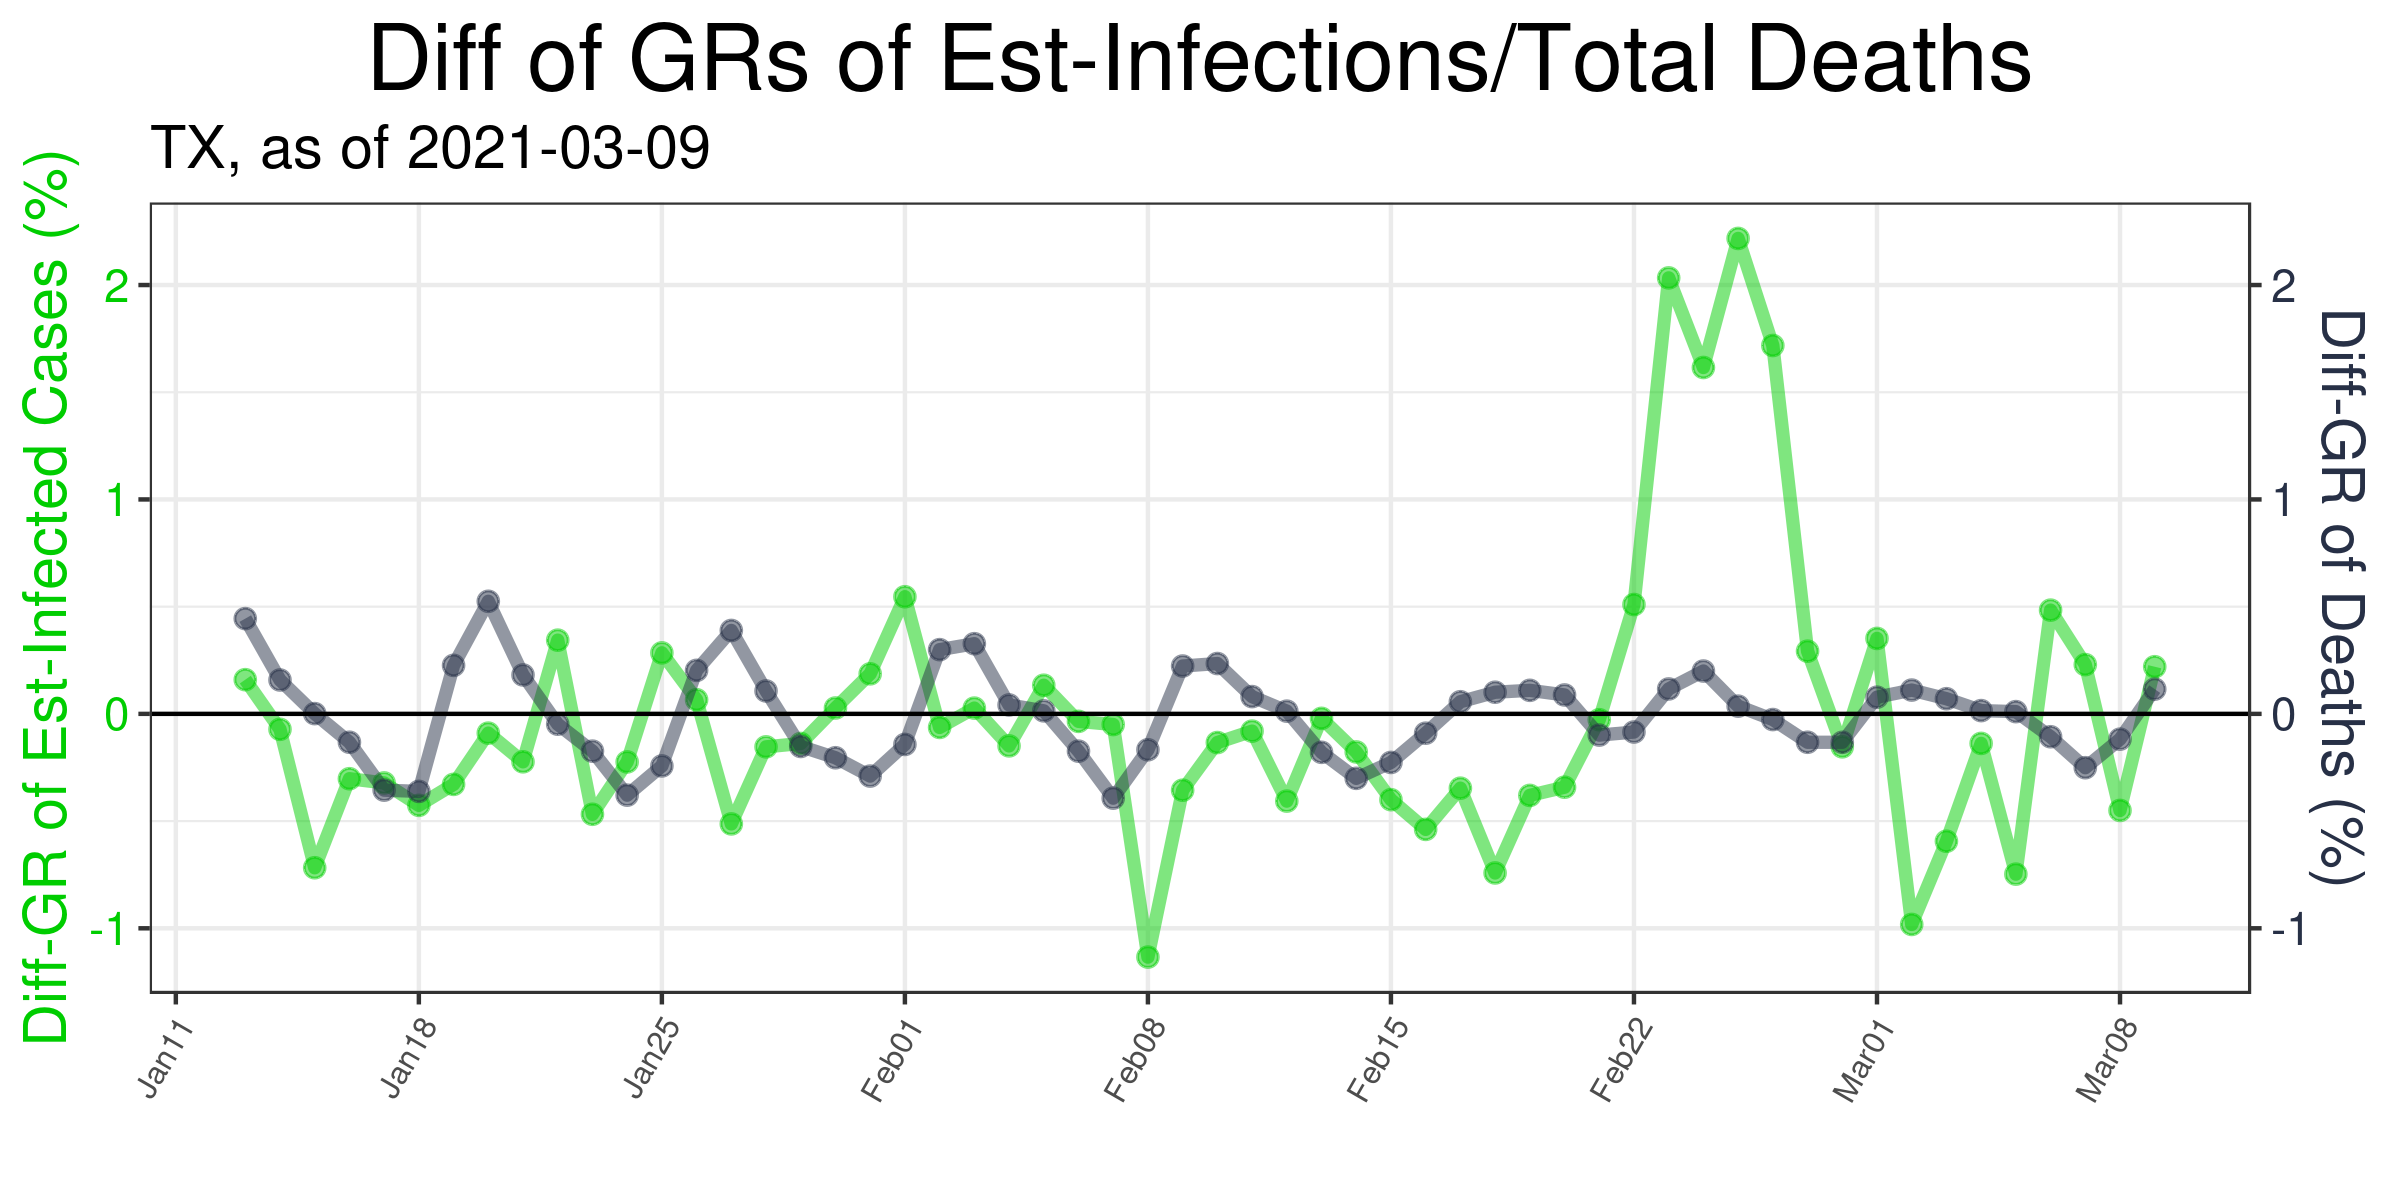 Diff of GRs of Est-Infections/Total Deaths
TX, as of 2021-03-09
Diff-GR of Est-Infected Cases (%)
2
1
0
-1
2
1
0
-1
Diff-GR of Deaths (%)
Jan11
Jan18
Jan25
Feb01
Feb08
Feb15
Feb22
Mar01
Mar08